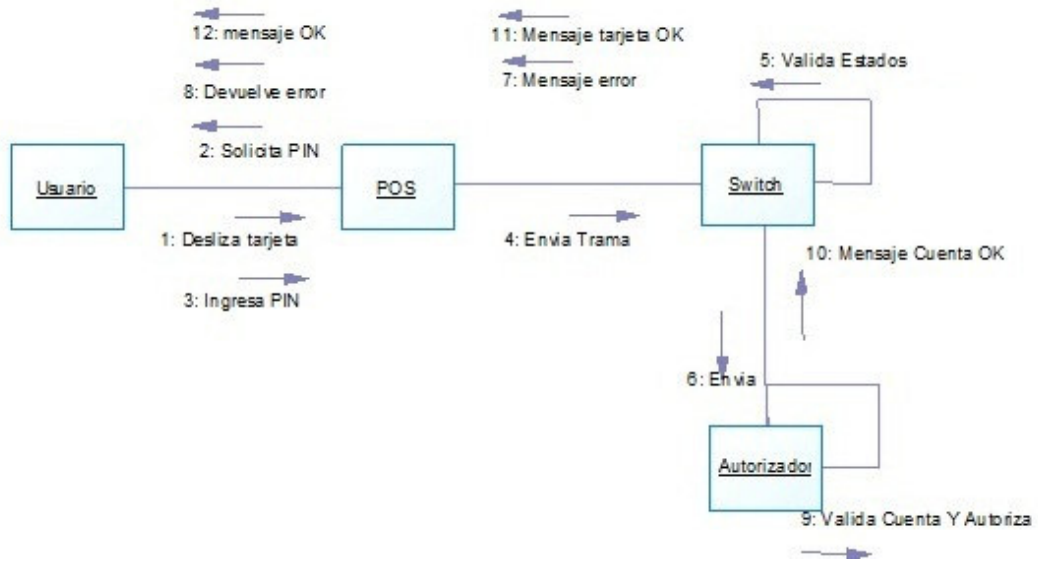 12: mensaje OK
11: Mensaje tarjeta OK
5: Valida Estados
8: Devuelve error
7: Mensaje error
2: Solicita PIN
Usuario
POS
Switch
1: Desliza tarjeta
4: Envia Trama
10: Mensaje Cuenta OK
3: Ingresa PIN
6: Envia
Autorizador
9: Valida Cuenta Y Autoriza